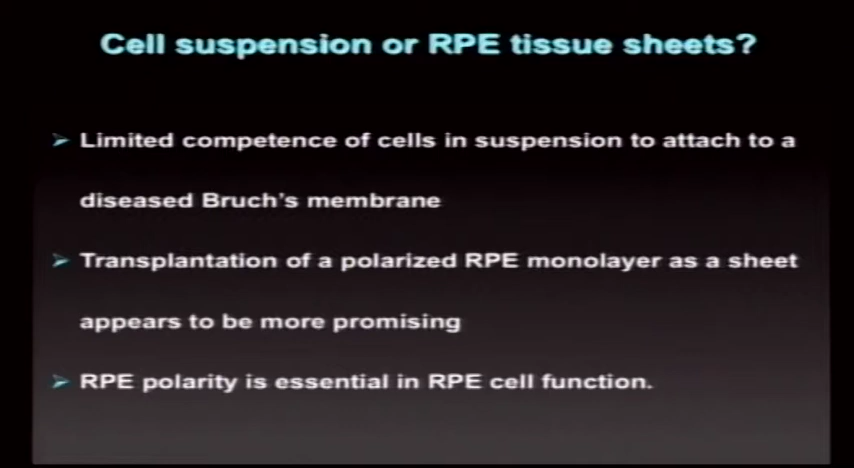 Cell suspension or RPE tissue sheets?
Limited competence of cells in suspension to attach to a
diseased Bruch's membrane
Transplantation of a polarized RPE monolayer as a sheet
appears to be more promising
RPE polarity is essential in RPE cell function.